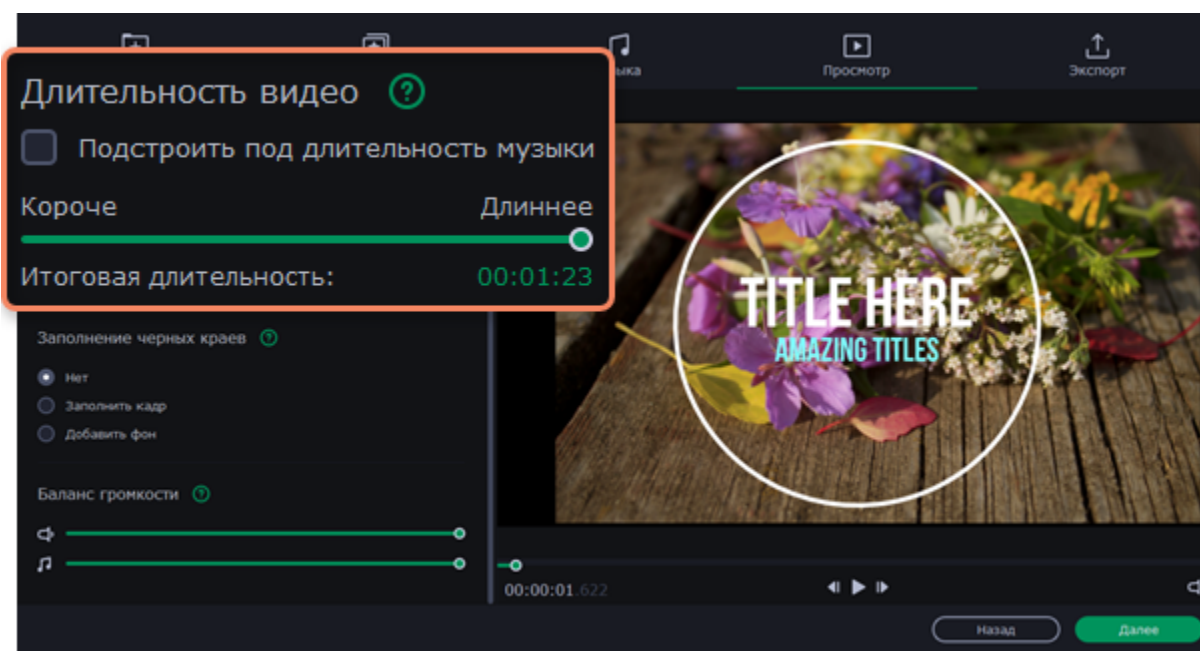 Просмотр
Экспорт
Длительность видео ?
Подстроить под длительность музыки
Короче
Длиннее
Итоговая длительность: 00:01:23
TITLE HERE
AMAZING TITLES
Заполнение черных краев ?
Нет
Заполнить кадр
Добавить фон
Баланс громкости ?
00:00:01.622
Назад
Далее